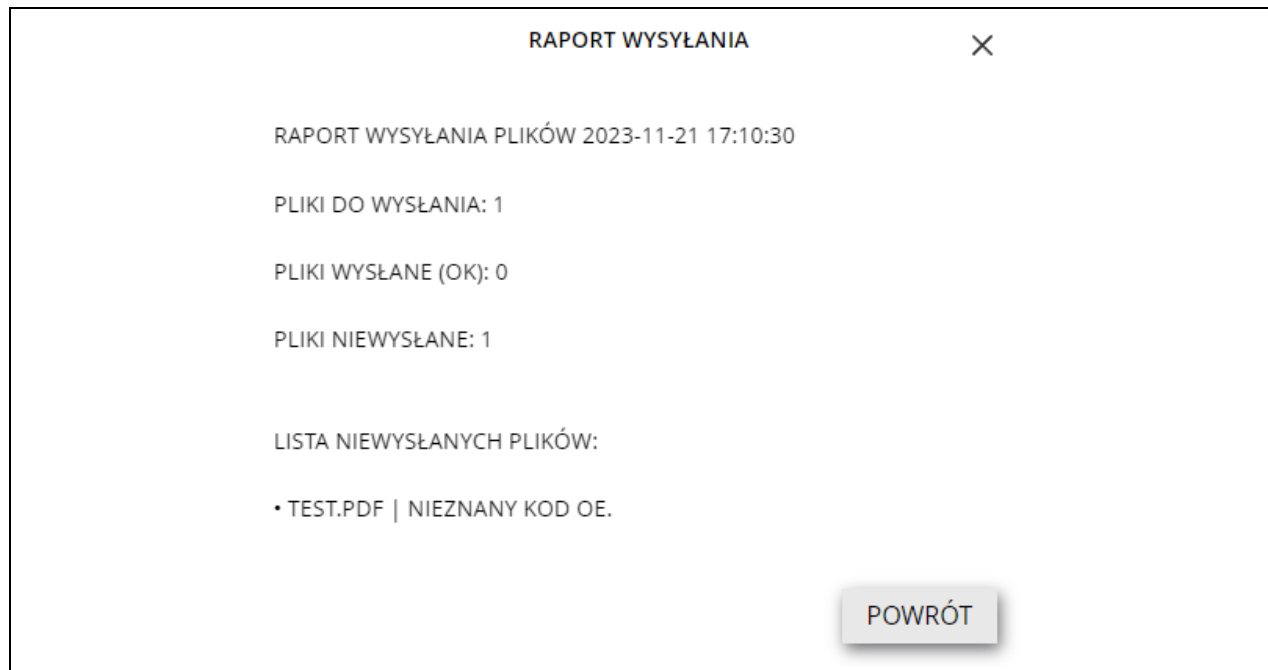 RAPORT WYSYŁANIA
RAPORT WYSYŁANIA PLIKÓW 2023-11-21 17:10:30
PLIKI DO WYSŁANIA: 1
PLIKI WYSŁANE (OK): 0
PLIKI NIEWYSŁANE: 1
LISTA NIEWYSŁANYCH PLIKÓW:
• TEST.PDF | NIEZNANY KOD OE.
POWRÓT